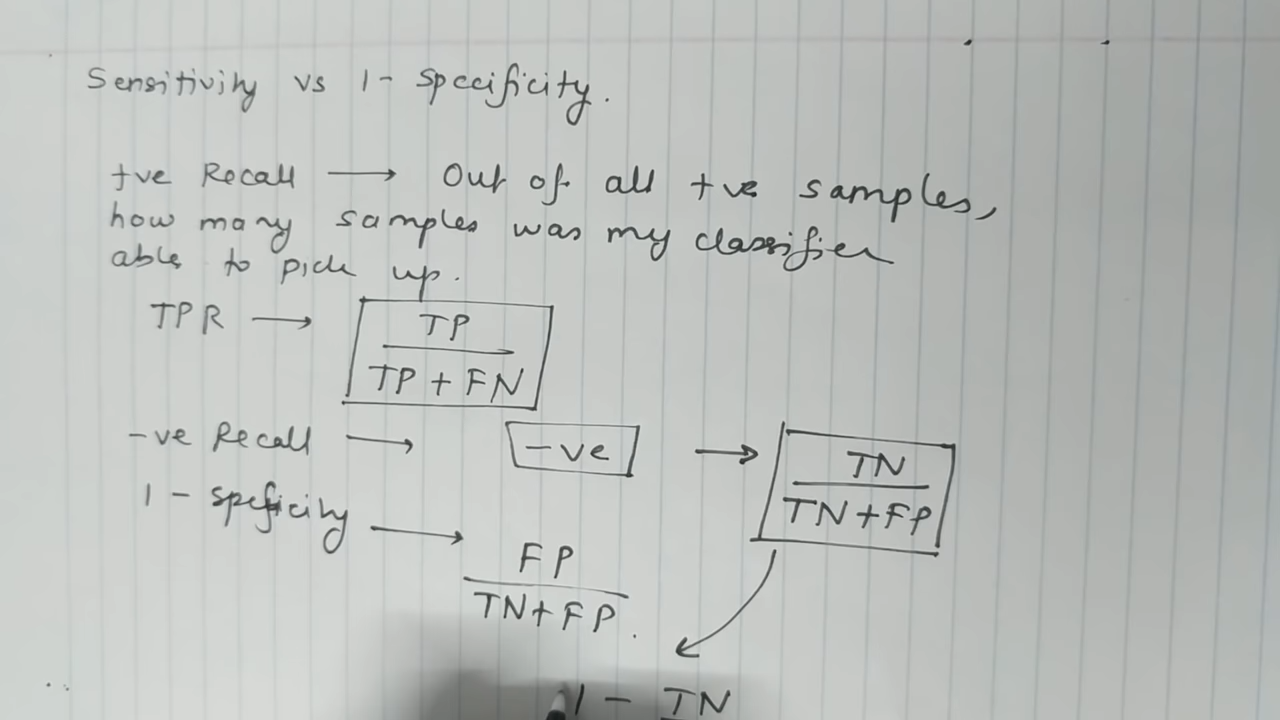 Sensitivity vs 1 - Specificity.
+ve Recall → Out of all +ve samples,
how many samples was my classifier
able to pick up.
TPR → TP
TP + FN
-ve Recall → -ve → TN
TN + FP
1 - Speficity → FP
TN + FP.
1 - TN